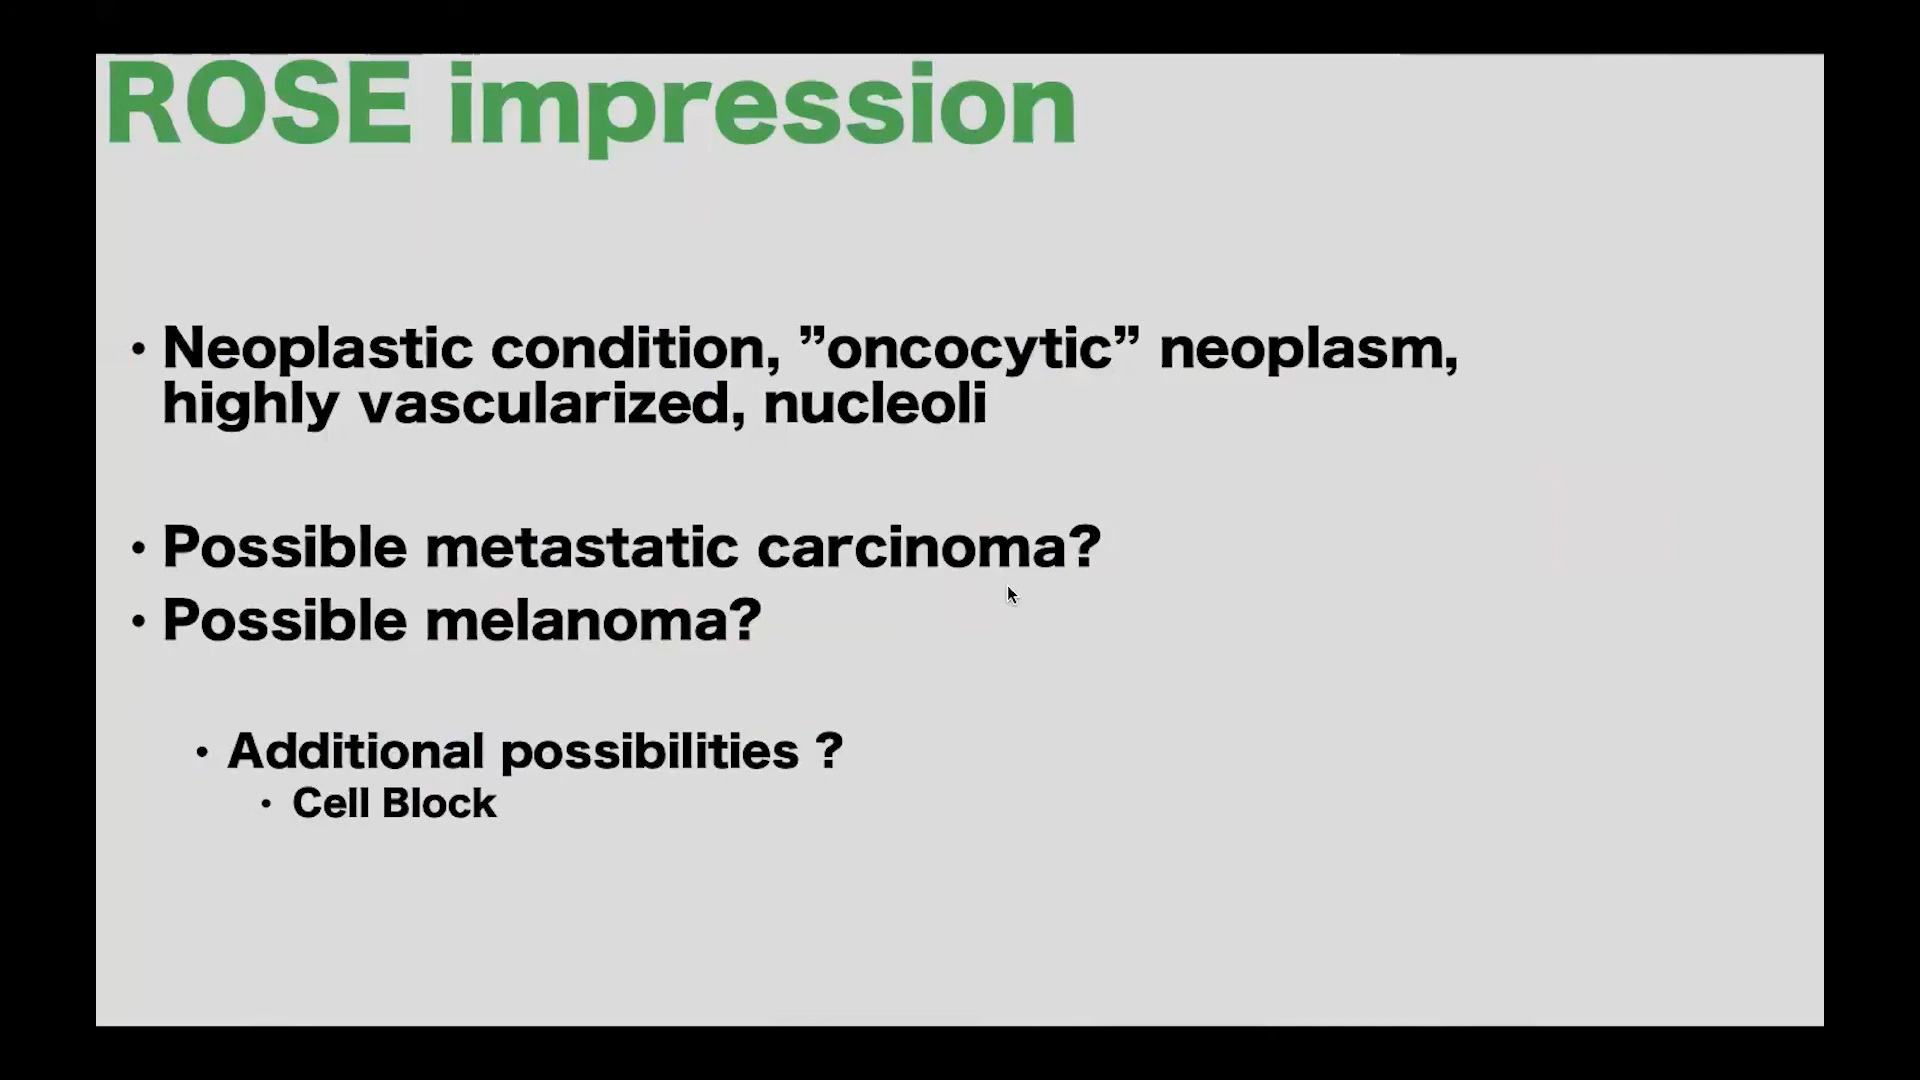 ROSE impression
• Neoplastic condition, ”oncocytic” neoplasm,
highly vascularized, nucleoli
• Possible metastatic carcinoma?
• Possible melanoma?
• Additional possibilities ?
• Cell Block